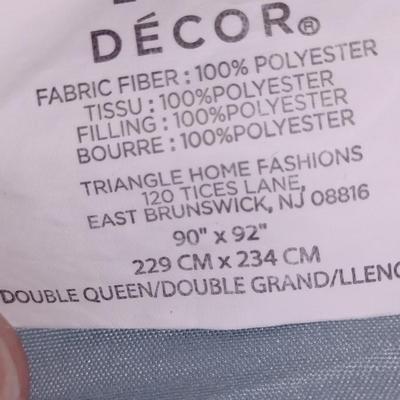 DÉCOR®
FABRIC FIBER: 100% POLYESTER
TISSU: 100%POLYESTER
FILLING: 100%POLYESTER
BOURRE: 100%POLYESTER
TRIANGLE HOME FASHIONS
120 TICES LANE,
EAST BRUNSWICK, NJ 08816
90" x 92"
229 CM x 234 CM
DOUBLE QUEEN/DOUBLE GRAND/LLENO